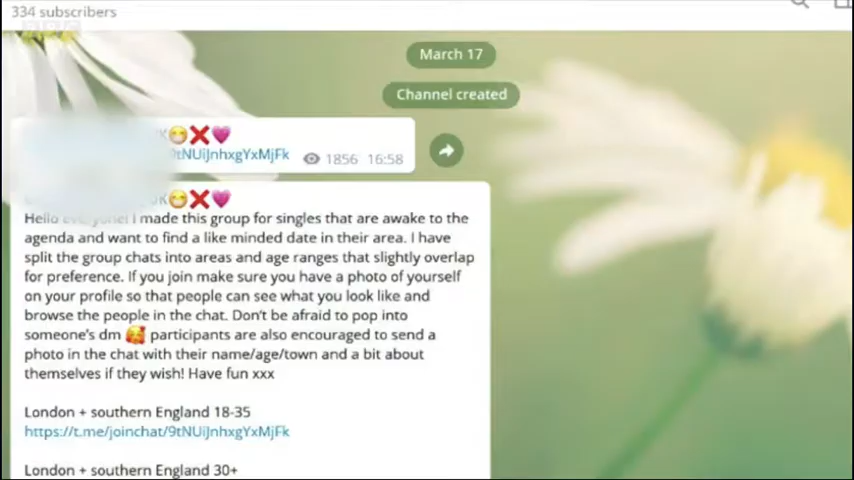 334 subscribers
BBC
March 17
Channel created
K😁❌💗
9tNUiJnhxgYxMjFk 1856 16:58
K😁❌💗
Hello everyone! I made this group for singles that are awake to the
agenda and want to find a like minded date in their area. I have
split the group chats into areas and age ranges that slightly overlap
for preference. If you join make sure you have a photo of yourself
on your profile so that people can see what you look like and
browse the people in the chat. Don't be afraid to pop into
someone's dm 🥰 participants are also encouraged to send a
photo in the chat with their name/age/town and a bit about
themselves if they wish! Have fun xxx
London + southern England 18-35
https://t.me/joinchat/9tNUiJnhxgYxMjFk
London + southern England 30+